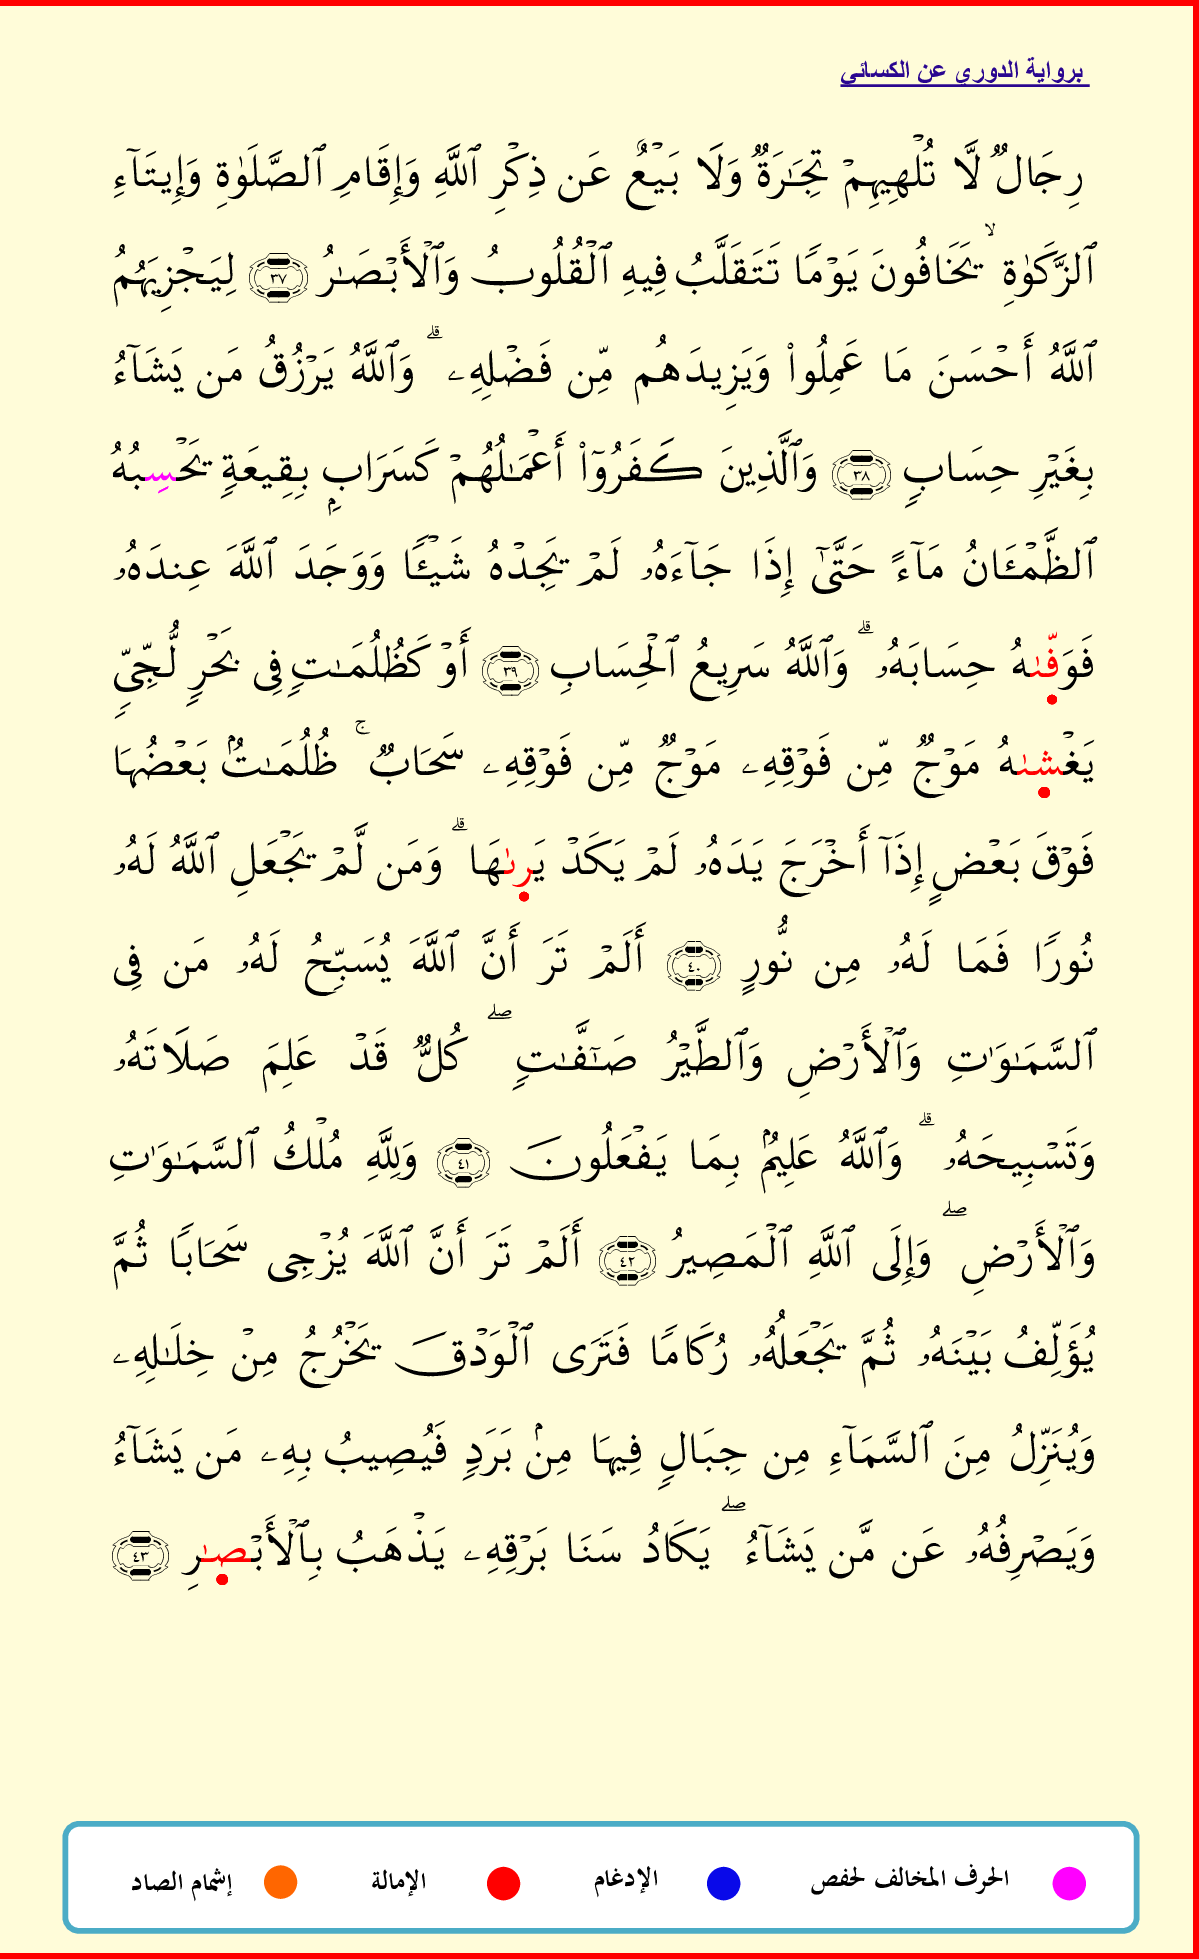 برواية الدوري عن الكسائي
رِجَالٞ لَّا تُلۡهِيهِمۡ تِجَٰرَةٞ وَلَا بَيۡعٌ عَن ذِكۡرِ ٱللَّهِ وَإِقَامِ ٱلصَّلَوٰةِ وَإِيتَآءِ
ٱلزَّكَوٰةِ ۙ يَخَافُونَ يَوۡمٗا تَتَقَلَّبُ فِيهِ ٱلۡقُلُوبُ وَٱلۡأَبۡصَٰرُ ٣٧ لِيَجۡزِيَهُمُ
ٱللَّهُ أَحۡسَنَ مَا عَمِلُواْ وَيَزِيدَهُم مِّن فَضۡلِهِۦ ۗ وَٱللَّهُ يَرۡزُقُ مَن يَشَآءُ
بِغَيۡرِ حِسَابٖ ٣٨ وَٱلَّذِينَ كَفَرُوٓاْ أَعۡمَٰلُهُمۡ كَسَرَابِۭ بِقِيعَةٖ يَحۡسِبُهُ
ٱلظَّمۡـَٔانُ مَآءً حَتَّىٰٓ إِذَا جَآءَهُۥ لَمۡ يَجِدۡهُ شَيۡـٔٗا وَوَجَدَ ٱللَّهَ عِندَهُۥ
فَوَفَّىٰهُ حِسَابَهُۥ ۗ وَٱللَّهُ سَرِيعُ ٱلۡحِسَابِ ٣٩ أَوۡ كَظُلُمَٰتٖ فِي بَحۡرٖ لُّجِّيّٖ
يَغۡشَىٰهُ مَوۡجٞ مِّن فَوۡقِهِۦ مَوۡجٞ مِّن فَوۡقِهِۦ سَحَابٞ ۚ ظُلُمَٰتُۢ بَعۡضُهَا
فَوۡقَ بَعۡضٍ إِذَآ أَخۡرَجَ يَدَهُۥ لَمۡ يَكَدۡ يَرَىٰهَا ۗ وَمَن لَّمۡ يَجۡعَلِ ٱللَّهُ لَهُۥ
نُورٗا فَمَا لَهُۥ مِن نُّورٍ ٤٠ أَلَمۡ تَرَ أَنَّ ٱللَّهَ يُسَبِّحُ لَهُۥ مَن فِي
ٱلسَّمَٰوَٰتِ وَٱلۡأَرۡضِ وَٱلطَّيۡرُ صَٰٓفَّٰتٖ ۖ كُلّٞ قَدۡ عَلِمَ صَلَاتَهُۥ
وَتَسۡبِيحَهُۥ ۗ وَٱللَّهُ عَلِيمُۢ بِمَا يَفۡعَلُونَ ٤١ وَلِلَّهِ مُلۡكُ ٱلسَّمَٰوَٰتِ
وَٱلۡأَرۡضِ ۖ وَإِلَى ٱللَّهِ ٱلۡمَصِيرُ ٤٢ أَلَمۡ تَرَ أَنَّ ٱللَّهَ يُزۡجِي سَحَابٗا ثُمَّ
يُؤَلِّفُ بَيۡنَهُۥ ثُمَّ يَجۡعَلُهُۥ رُكَامٗا فَتَرَى ٱلۡوَدۡقَ يَخۡرُجُ مِنۡ خِلَٰلِهِۦ
وَيُنَزِّلُ مِنَ ٱلسَّمَآءِ مِن جِبَالٖ فِيهَا مِنۢ بَرَدٖ فَيُصِيبُ بِهِۦ مَن يَشَآءُ
وَيَصۡرِفُهُۥ عَن مَّن يَشَآءُ ۖ يَكَادُ سَنَا بَرۡقِهِۦ يَذۡهَبُ بِٱلۡأَبۡصَٰرِ ٤٣
الحرف المخالف لحفص الإدغام الإمالة إشمام الصاد